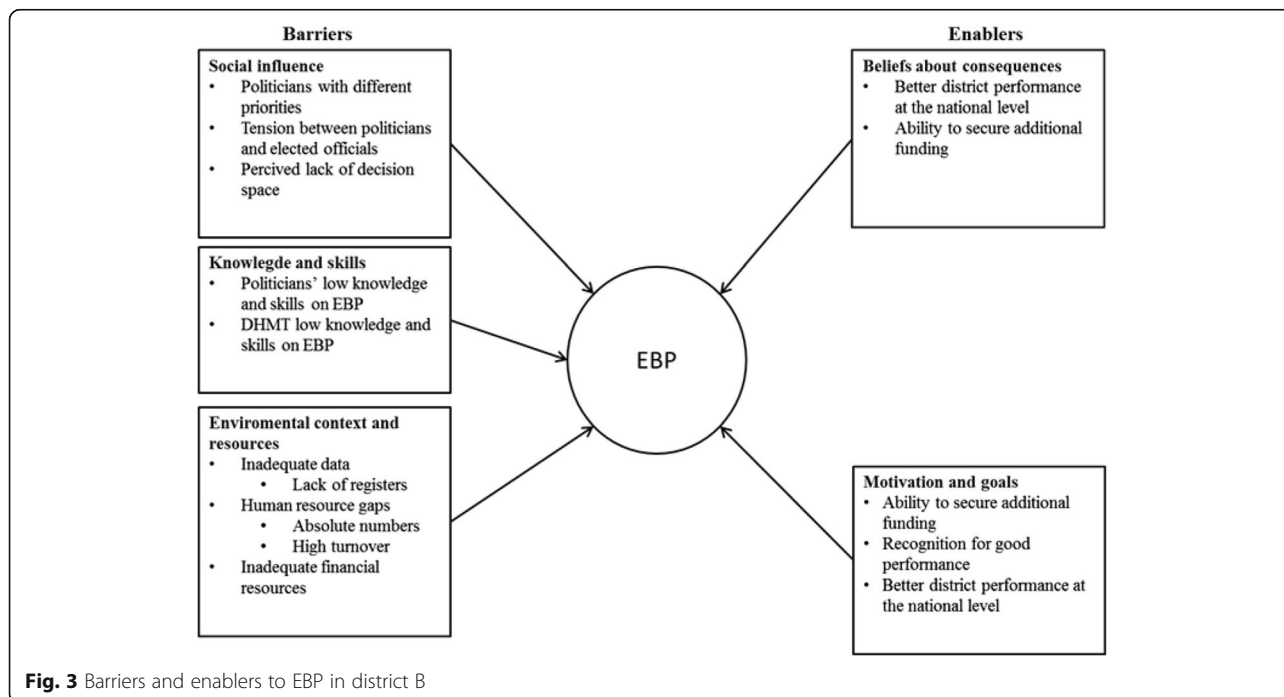 Barriers
Social influence
• Politicians with different
priorities
• Tension between politicians
and elected officials
• Percived lack of decision
space
Knowlegde and skills
• Politicians' low knowledge
and skills on EBP
• DHMT low knowledge and
skills on EBP
Enviromental context and
resources
• Inadequate data
• Lack of registers
• Human resource gaps
• Absolute numbers
• High turnover
• Inadequate financial
resources
EBP
Enablers
Beliefs about consequences
• Better district performance
at the national level
• Ability to secure additional
funding
Motivation and goals
• Ability to secure additional
funding
• Recognition for good
performance
• Better district performance at
the national level
Fig. 3 Barriers and enablers to EBP in district B